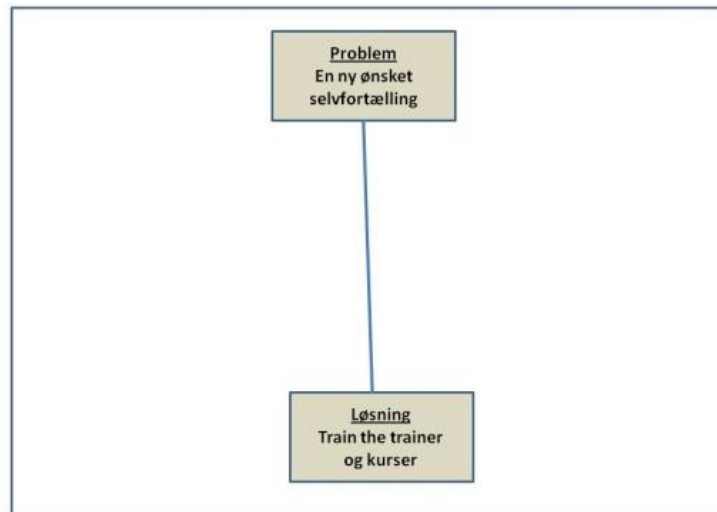 Problem
En ny ønsket
selvfortælling
Løsning
Train the trainer
og kurser